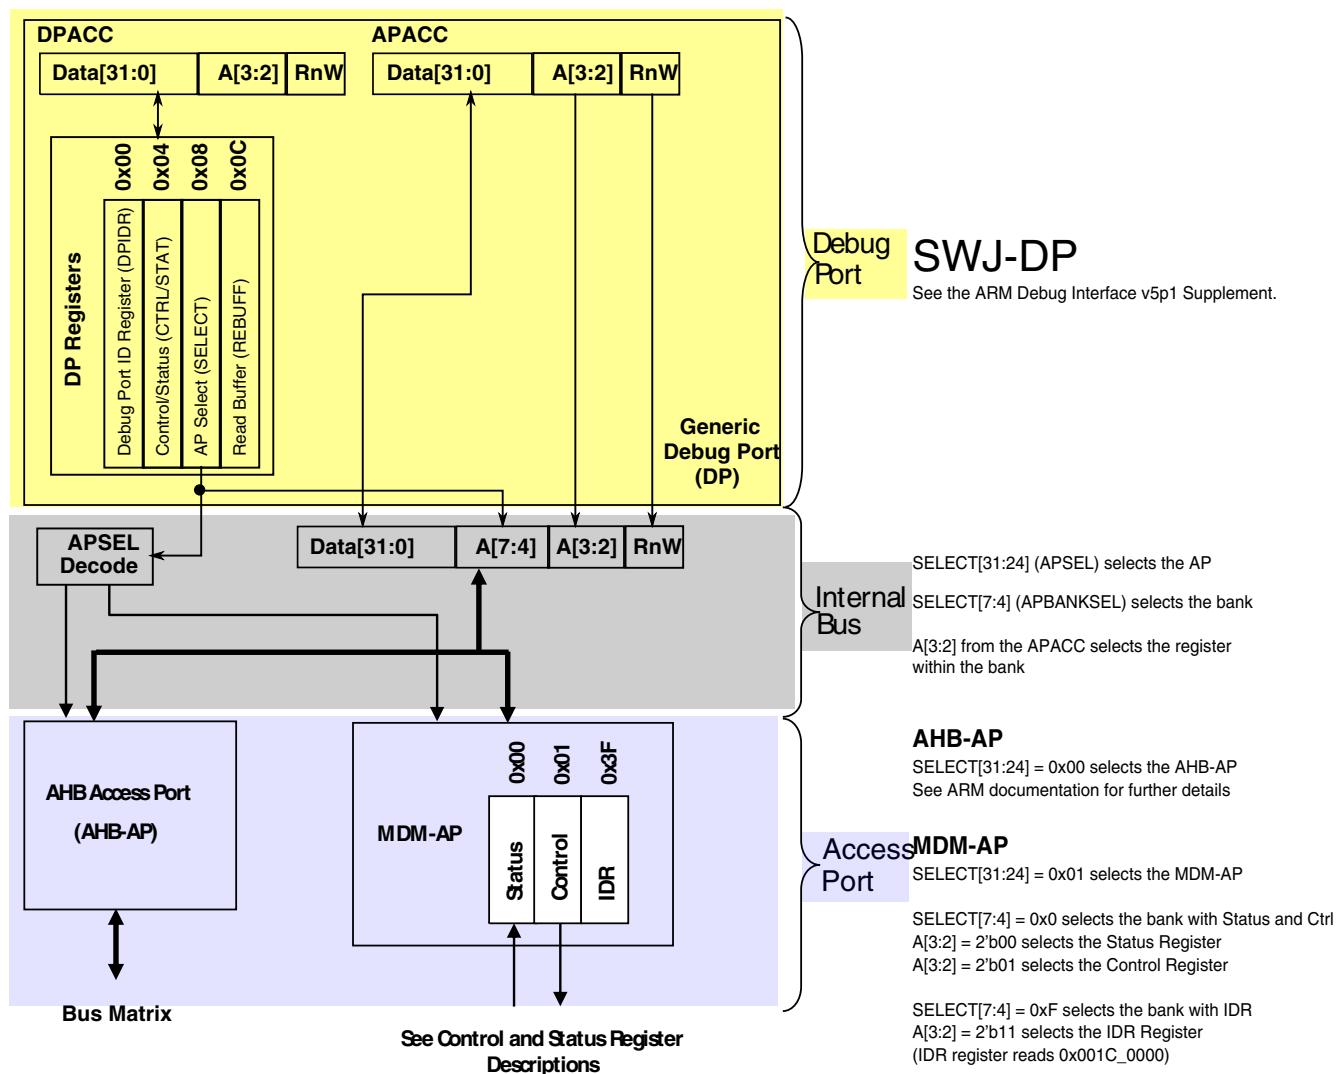 DPACC
APACC
Data[31:0] A[3:2] RnW
Data[31:0] A[3:2] RnW
0x00
0x04
0x08
0x0C
DP Registers
Debug Port ID Register (DPIDR)
Control/Status (CTRL/STAT)
AP Select (SELECT)
Read Buffer (REBUFF)
Generic
Debug Port
(DP)
Debug
Port
SWJ-DP
See the ARM Debug Interface v5p1 Supplement.
APSEL
Decode
Data[31:0] A[7:4] A[3:2] RnW
Internal
Bus
SELECT[31:24] (APSEL) selects the AP
SELECT[7:4] (APBANKSEL) selects the bank
A[3:2] from the APACC selects the register
within the bank
AHB Access Port
(AHB-AP)
MDM-AP
0x00
0x01
0x3F
Status
Control
IDR
Access
Port
AHB-AP
SELECT[31:24] = 0x00 selects the AHB-AP
See ARM documentation for further details
MDM-AP
SELECT[31:24] = 0x01 selects the MDM-AP
SELECT[7:4] = 0x0 selects the bank with Status and Ctrl
A[3:2] = 2'b00 selects the Status Register
A[3:2] = 2'b01 selects the Control Register
SELECT[7:4] = 0xF selects the bank with IDR
A[3:2] = 2'b11 selects the IDR Register
(IDR register reads 0x001C_0000)
Bus Matrix
See Control and Status Register
Descriptions